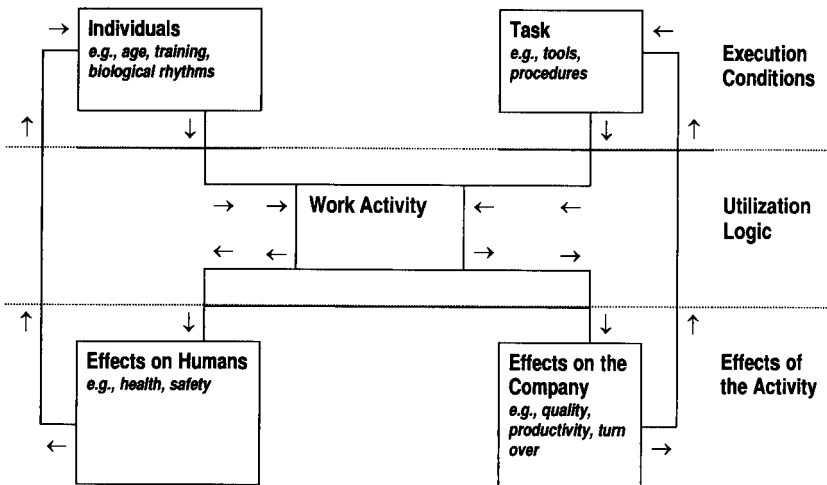 Individuals
e.g., age, training,
biological rhythms
Task
e.g., tools,
procedures
Execution
Conditions
Work Activity
Utilization
Logic
Effects on Humans
e.g., health, safety
Effects on the
Company
e.g., quality,
productivity, turn
over
Effects of
the Activity